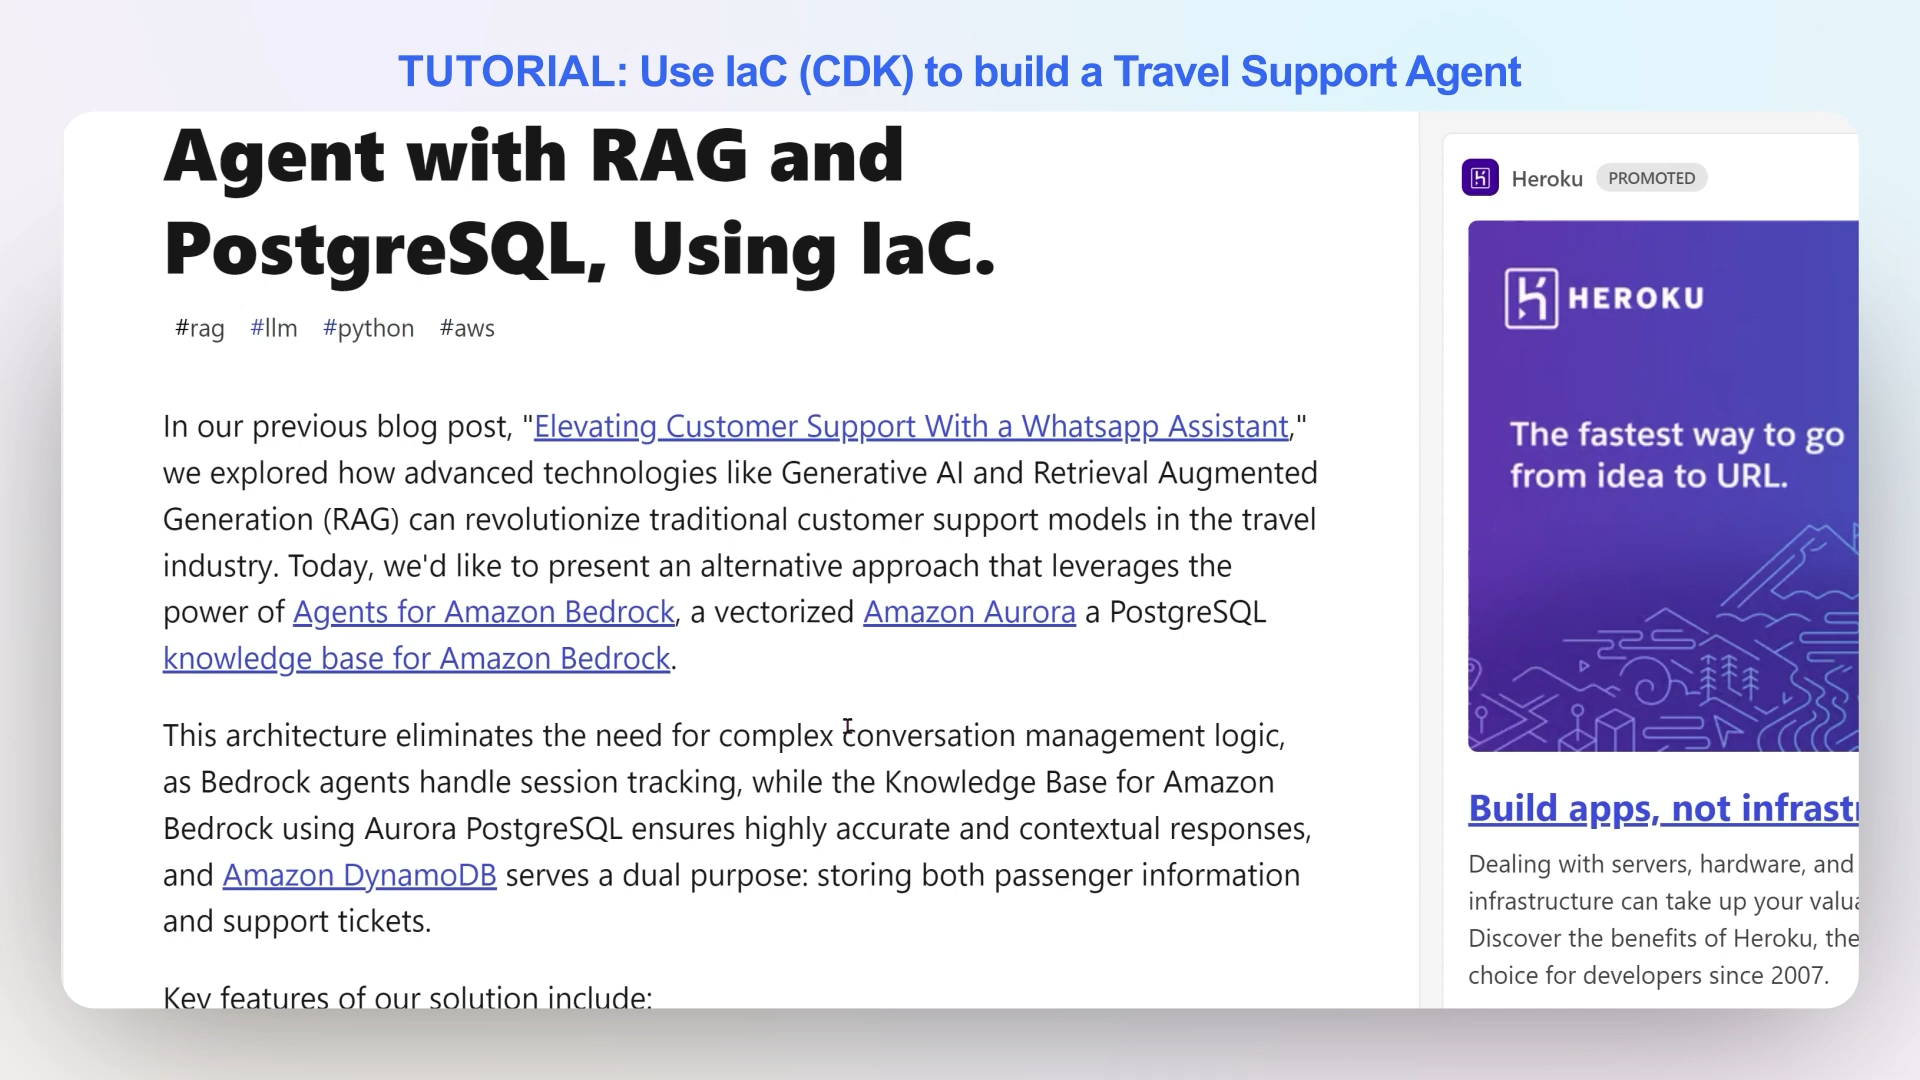 TUTORIAL: Use IaC (CDK) to build a Travel Support Agent
Agent with RAG and
PostgreSQL, Using IaC.
#rag #llm #python #aws
In our previous blog post, "Elevating Customer Support With a Whatsapp Assistant,"
we explored how advanced technologies like Generative AI and Retrieval Augmented
Generation (RAG) can revolutionize traditional customer support models in the travel
industry. Today, we'd like to present an alternative approach that leverages the
power of Agents for Amazon Bedrock, a vectorized Amazon Aurora a PostgreSQL
knowledge base for Amazon Bedrock.
This architecture eliminates the need for complex conversation management logic,
as Bedrock agents handle session tracking, while the Knowledge Base for Amazon
Bedrock using Aurora PostgreSQL ensures highly accurate and contextual responses,
and Amazon DynamoDB serves a dual purpose: storing both passenger information
and support tickets.
Key features of our solution include:
Heroku PROMOTED
HEROKU
The fastest way to go
from idea to URL.
Build apps, not infrastr
Dealing with servers, hardware, and
infrastructure can take up your valua
Discover the benefits of Heroku, the
choice for developers since 2007.